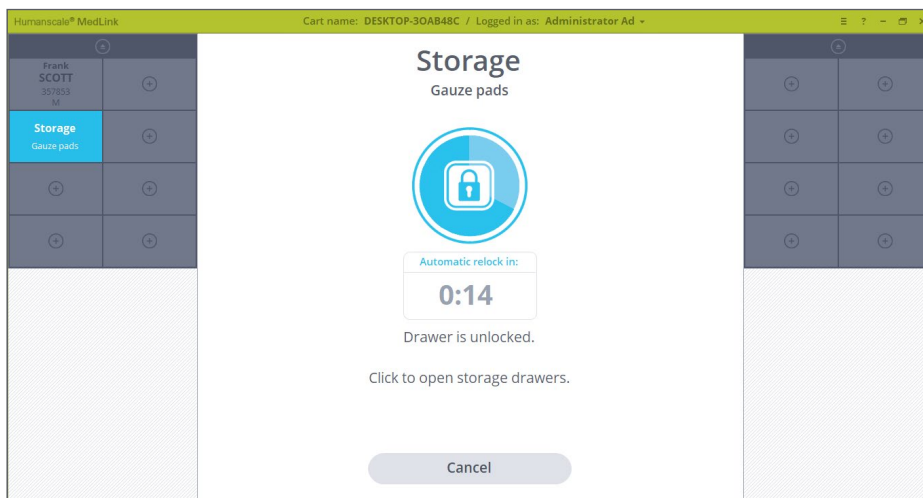 Humanscale® MedLink
Cart name: DESKTOP-3OAB48C / Logged in as: Administrator Ad
Frank
SCOTT
357853
M
Storage
Gauze pads
Storage
Gauze pads
Automatic relock in:
0:14
Drawer is unlocked.
Click to open storage drawers.
Cancel